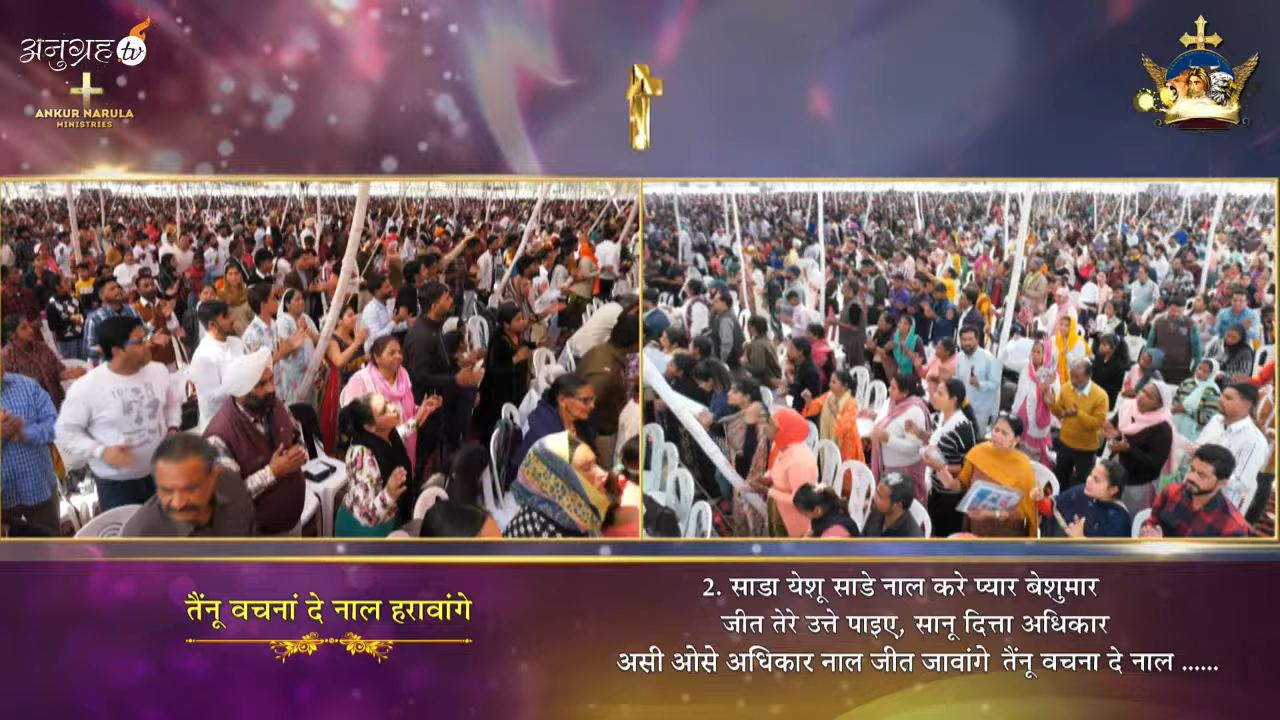 अनुग्रह tv
ANKUR NARULA
MINISTRIES
तैंनू वचनां दे नाल हरावांगे
2. साडा येशू साडे नाल करे प्यार बेशुमार
जीत तेरे उत्ते पाइए, सानू दित्ता अधिकार
असी ओसे अधिकार नाल जीत जावांगे तैंनू वचना दे नाल ......